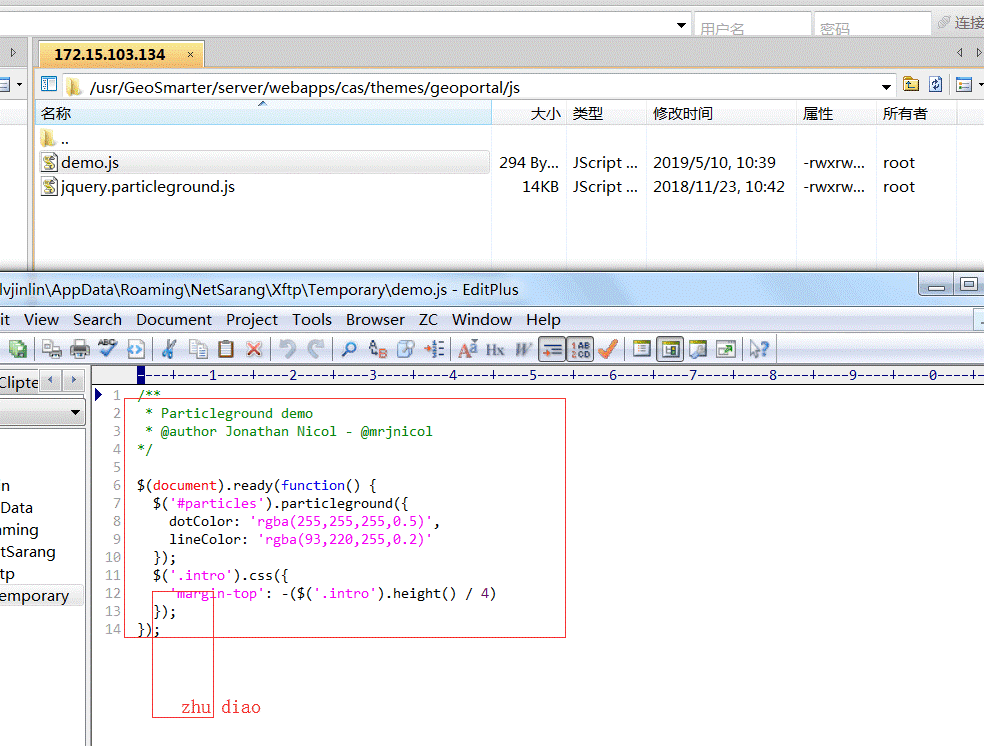 用户名 密码 连接
172.15.103.134 ×
/usr/GeoSmarter/server/webapps/cas/themes/geoportal/js
名称 大小 类型 修改时间 属性 所有者
..
demo.js 294 By... JScript ... 2019/5/10, 10:39 -rwxrw... root
jquery.particleground.js 14KB JScript ... 2018/11/23, 10:42 -rwxrw... root
lvjinlin\AppData\Roaming\NetSarang\Xftp\Temporary\demo.js - EditPlus
it View Search Document Project Tools Browser ZC Window Help
Clipte
----+----1----+----2----+----3----+----4----+----5----+----6----+----7----+----8----+----9----+----0----+
1 /**
2 * Particleground demo
3 * @author Jonathan Nicol - @mrjnicol
4 */
5
6 $(document).ready(function() {
7 $('#particles').particleground({
8 dotColor: 'rgba(255,255,255,0.5)',
9 lineColor: 'rgba(93,220,255,0.2)'
10 });
11 $('.intro').css({
12 'margin-top': -($('.intro').height() / 4)
13 });
14 });
n
Data
aming
tSarang
tp
emporary
zhu diao